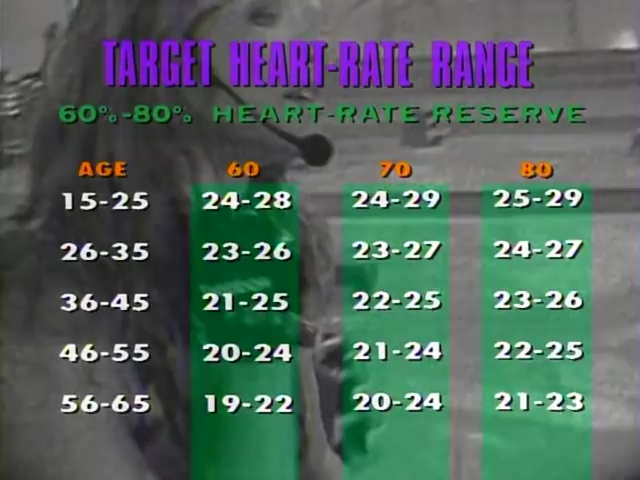 TARGET HEART-RATE RANGE
60%-80% HEART-RATE RESERVE
AGE 60 70 80
15-25 24-28 24-29 25-29
26-35 23-26 23-27 24-27
36-45 21-25 22-25 23-26
46-55 20-24 21-24 22-25
56-65 19-22 20-24 21-23